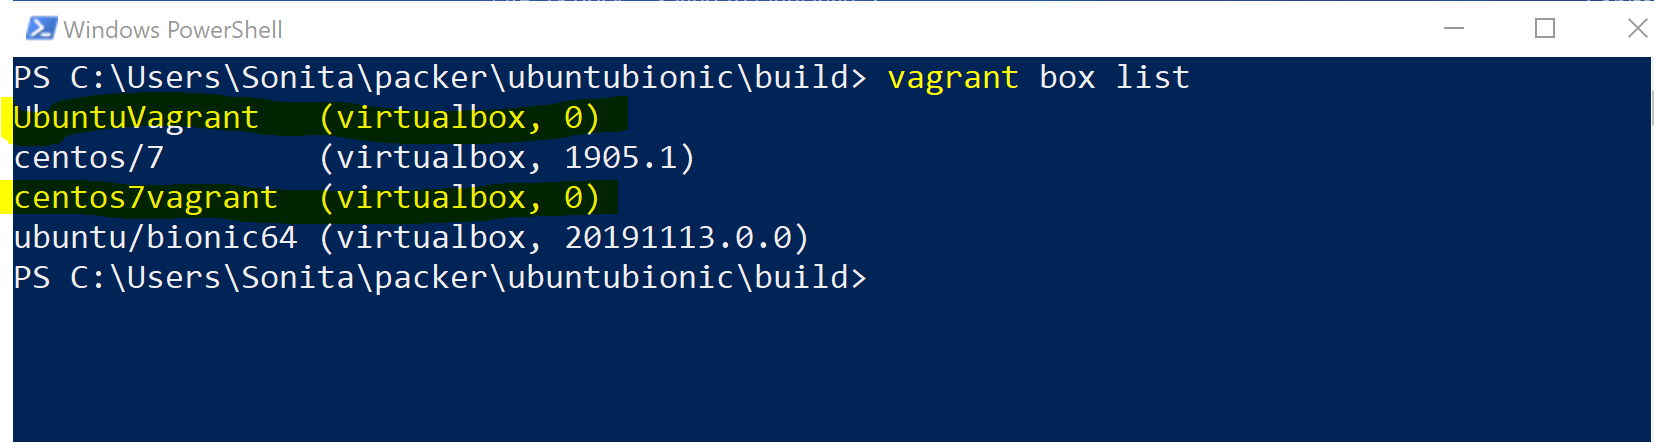 Windows PowerShell
PS C:\Users\Sonita\packer\ubuntubionic\build> vagrant box list
UbuntuVagrant   (virtualbox, 0)
centos/7        (virtualbox, 1905.1)
centos7vagrant  (virtualbox, 0)
ubuntu/bionic64 (virtualbox, 20191113.0.0)
PS C:\Users\Sonita\packer\ubuntubionic\build>